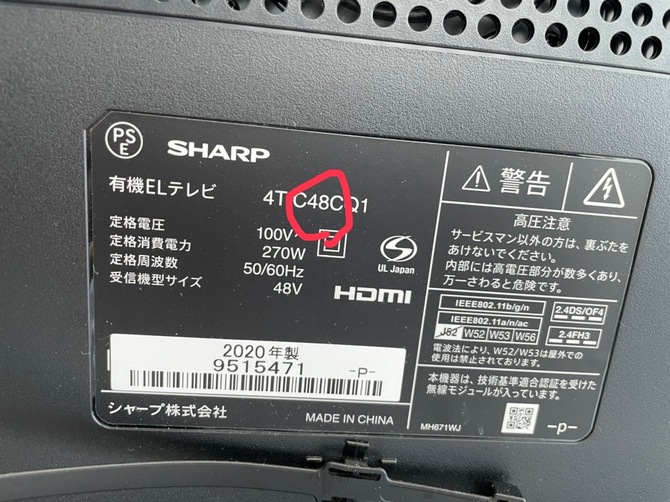 PS
E
SHARP
有機ELテレビ 4T-C48CQ1
定格電圧 100V~
定格消費電力 270W
定格周波数 50/60Hz
受信機型サイズ 48V
UL Japan
HDMI
2020年製
9515471 -P-
シャープ株式会社
MADE IN CHINA
警告
高圧注意
サービスマン以外の方は、裏ぶたを
あけないでください。
内部には高電圧部分が数多くあり、
万一さわると危険です。
IEEE802.11b/g/n
IEEE802.11a/n/ac
J52 W52 W53 W56
2.4DS/OF4
2.4FH3
電波法により、W52/W53は屋外での
使用は禁止されております。
本機は、技術基準適合認証を受けた
無線モジュールが入っています。
MH671WJ
-P-